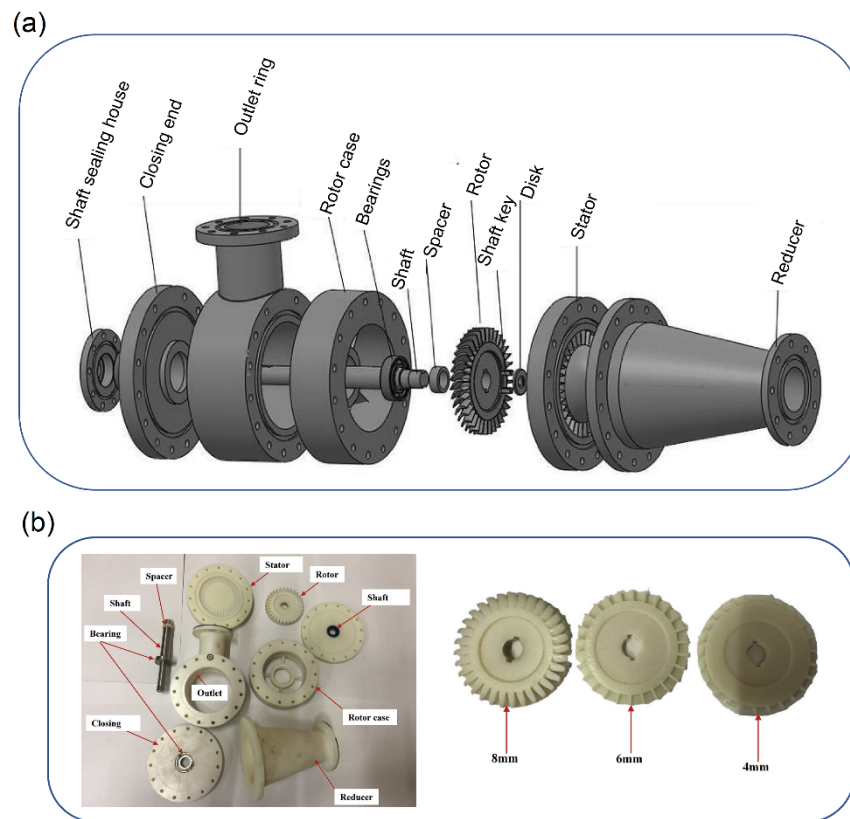 (a)
Shaft sealing house
Closing end
Outlet ring
Rotor case
Bearings
Shaft
Spacer
Rotor
Shaft key
Disk
Stator
Reducer
(b)
Spacer
Shaft
Bearing
Closing
Stator
Rotor
Shaft
Outlet
Rotor case
Reducer
8mm
6mm
4mm